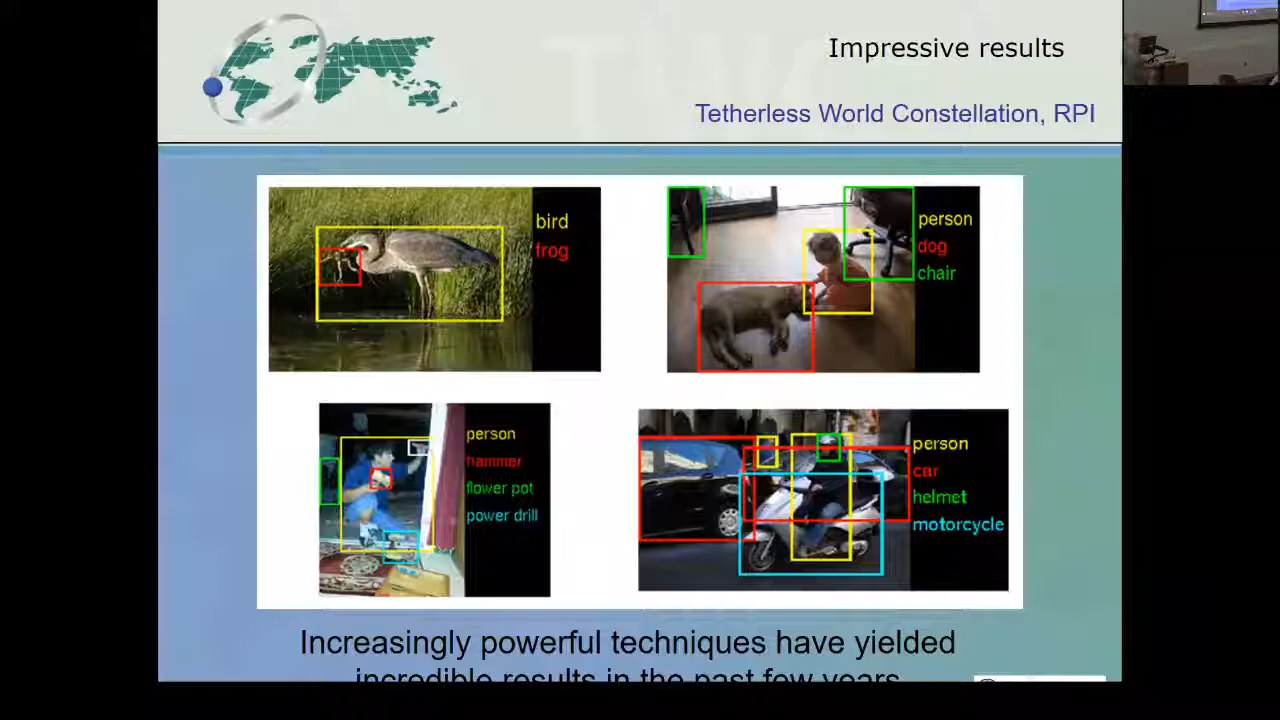 Impressive results
Tetherless World Constellation, RPI
bird
frog
person
dog
chair
person
hammer
flower pot
power drill
person
car
helmet
motorcycle
Increasingly powerful techniques have yielded
incredible results in the past few years